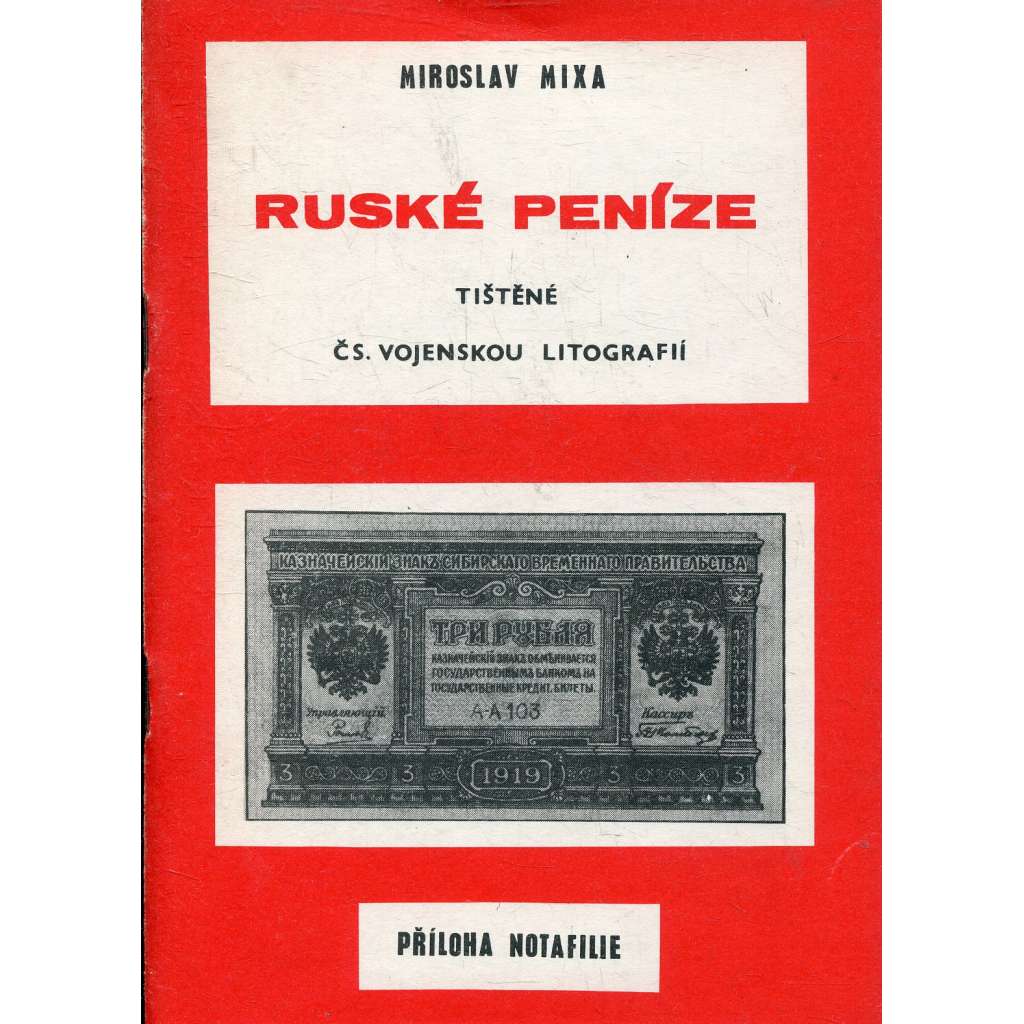 MIROSLAV MIXA
RUSKÉ PENÍZE
TIŠTĚNÉ
ČS. VOJENSKOU LITOGRAFIÍ
КАЗНАЧЕЙСКІЙ ЗНАКЪ СИБИРСКАГО ВРЕМЕННАГО ПРАВИТЕЛЬСТВА
ТРИ РУБЛЯ
КАЗНАЧЕЙСКІЙ ЗНАКЪ ОБМѢНИВАЕТСЯ
ГОСУДАРСТВЕННЫМЪ БАНКОМЪ НА
ГОСУДАРСТВЕННЫЕ КРЕДИТ. БИЛЕТЫ.
А-А 103
Управляющій
Кассиръ
3 3 1919 3 3
PŘÍLOHA NOTAFILIE